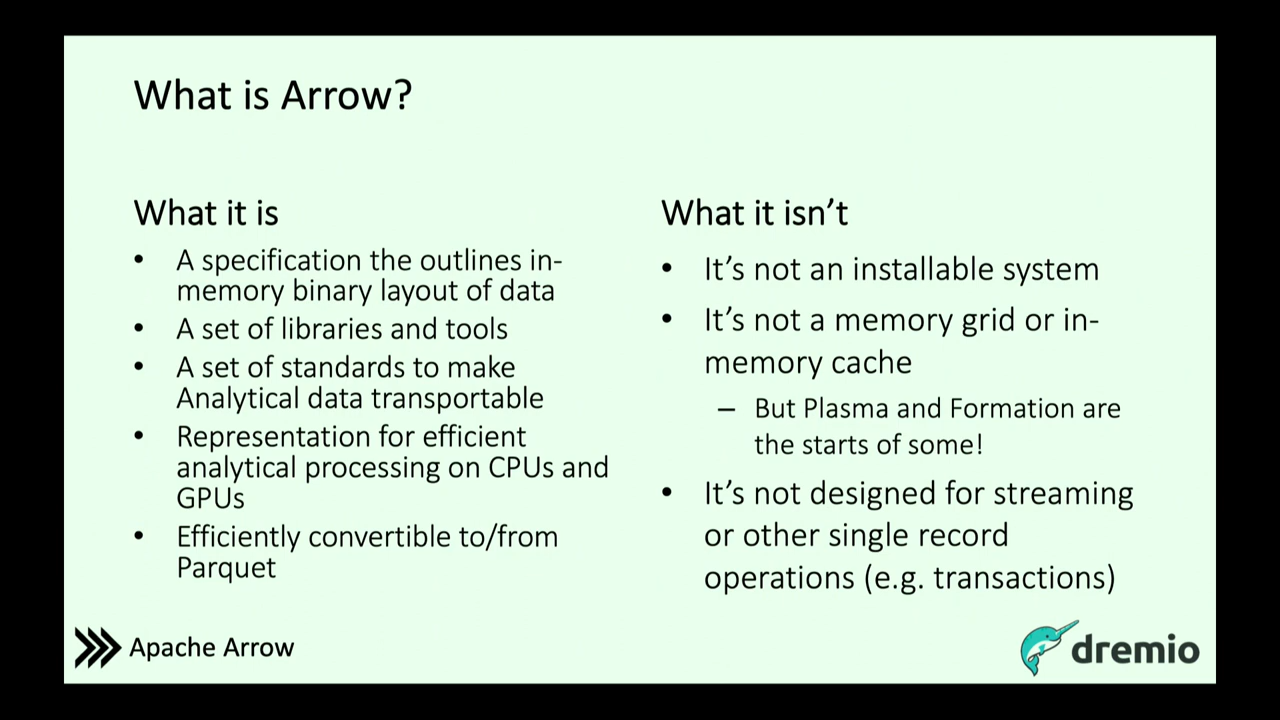 What is Arrow?
What it is
• A specification the outlines in-
memory binary layout of data
• A set of libraries and tools
• A set of standards to make
Analytical data transportable
• Representation for efficient
analytical processing on CPUs and
GPUs
• Efficiently convertible to/from
Parquet
What it isn’t
• It’s not an installable system
• It’s not a memory grid or in-
memory cache
– But Plasma and Formation are
the starts of some!
• It’s not designed for streaming
or other single record
operations (e.g. transactions)
Apache Arrow
dremio